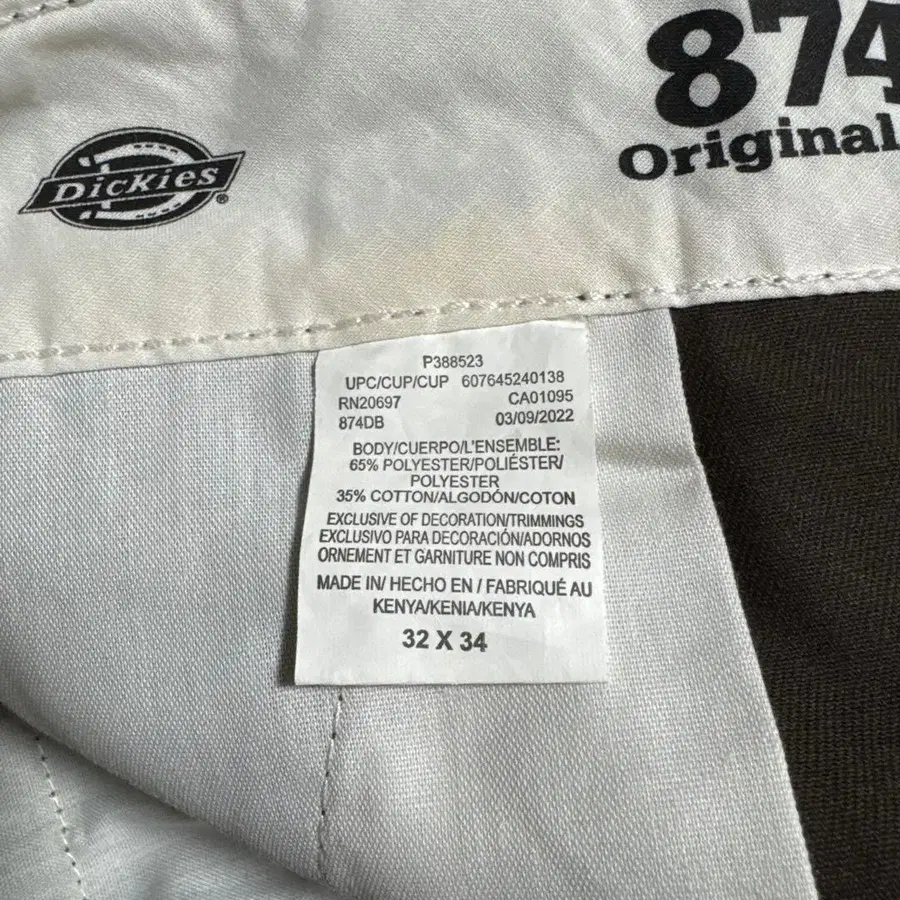 874
Original
Dickies®
P388523
UPC/CUP/CUP 607645240138
RN20697 CA01095
874DB 03/09/2022
BODY/CUERPO/L'ENSEMBLE:
65% POLYESTER/POLIÉSTER/
POLYESTER
35% COTTON/ALGODÓN/COTON
EXCLUSIVE OF DECORATION/TRIMMINGS
EXCLUSIVO PARA DECORACIÓN/ADORNOS
ORNEMENT ET GARNITURE NON COMPRIS
MADE IN/ HECHO EN / FABRIQUÉ AU
KENYA/KENIA/KENYA
32 X 34